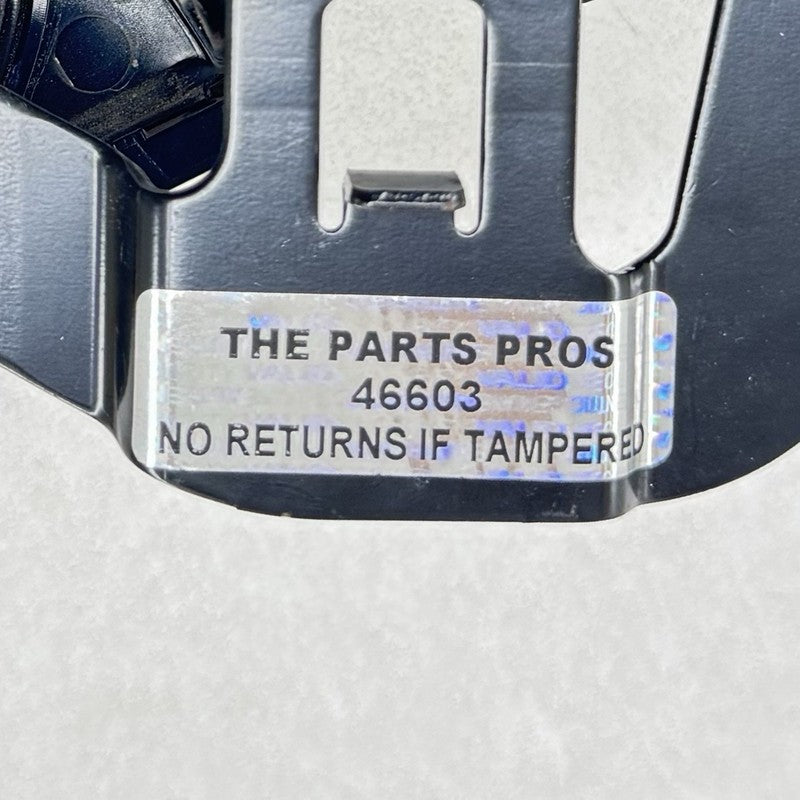 THE PARTS PROS
46603
NO RETURNS IF TAMPERED